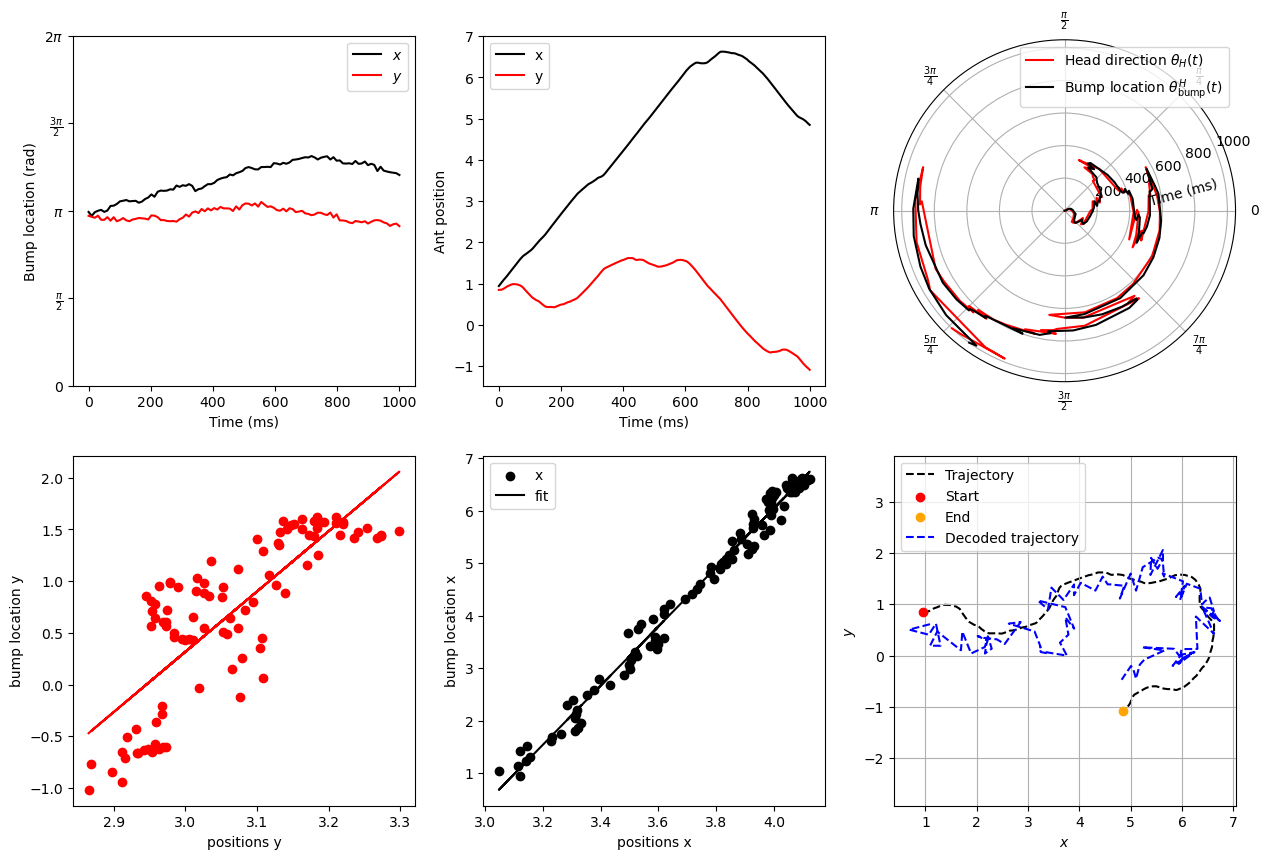 2π
3π/2
π
π/2
0
Bump location (rad)
x
y
0 200 400 600 800 1000
Time (ms)
7
6
5
4
3
2
1
0
−1
Ant position
x
y
0 200 400 600 800 1000
Time (ms)
π/2
3π/4
π/4
Head direction θ_H(t)
Bump location θ^H_bump(t)
1000
800
600
400
200
Time (ms)
π
0
5π/4
7π/4
3π/2
2.0
1.5
1.0
0.5
0.0
−0.5
−1.0
bump location y
2.9 3.0 3.1 3.2 3.3
positions y
7
6
5
4
3
2
1
bump location x
x
fit
3.0 3.2 3.4 3.6 3.8 4.0
positions x
3
2
1
0
−1
−2
y
Trajectory
Start
End
Decoded trajectory
1 2 3 4 5 6 7
x